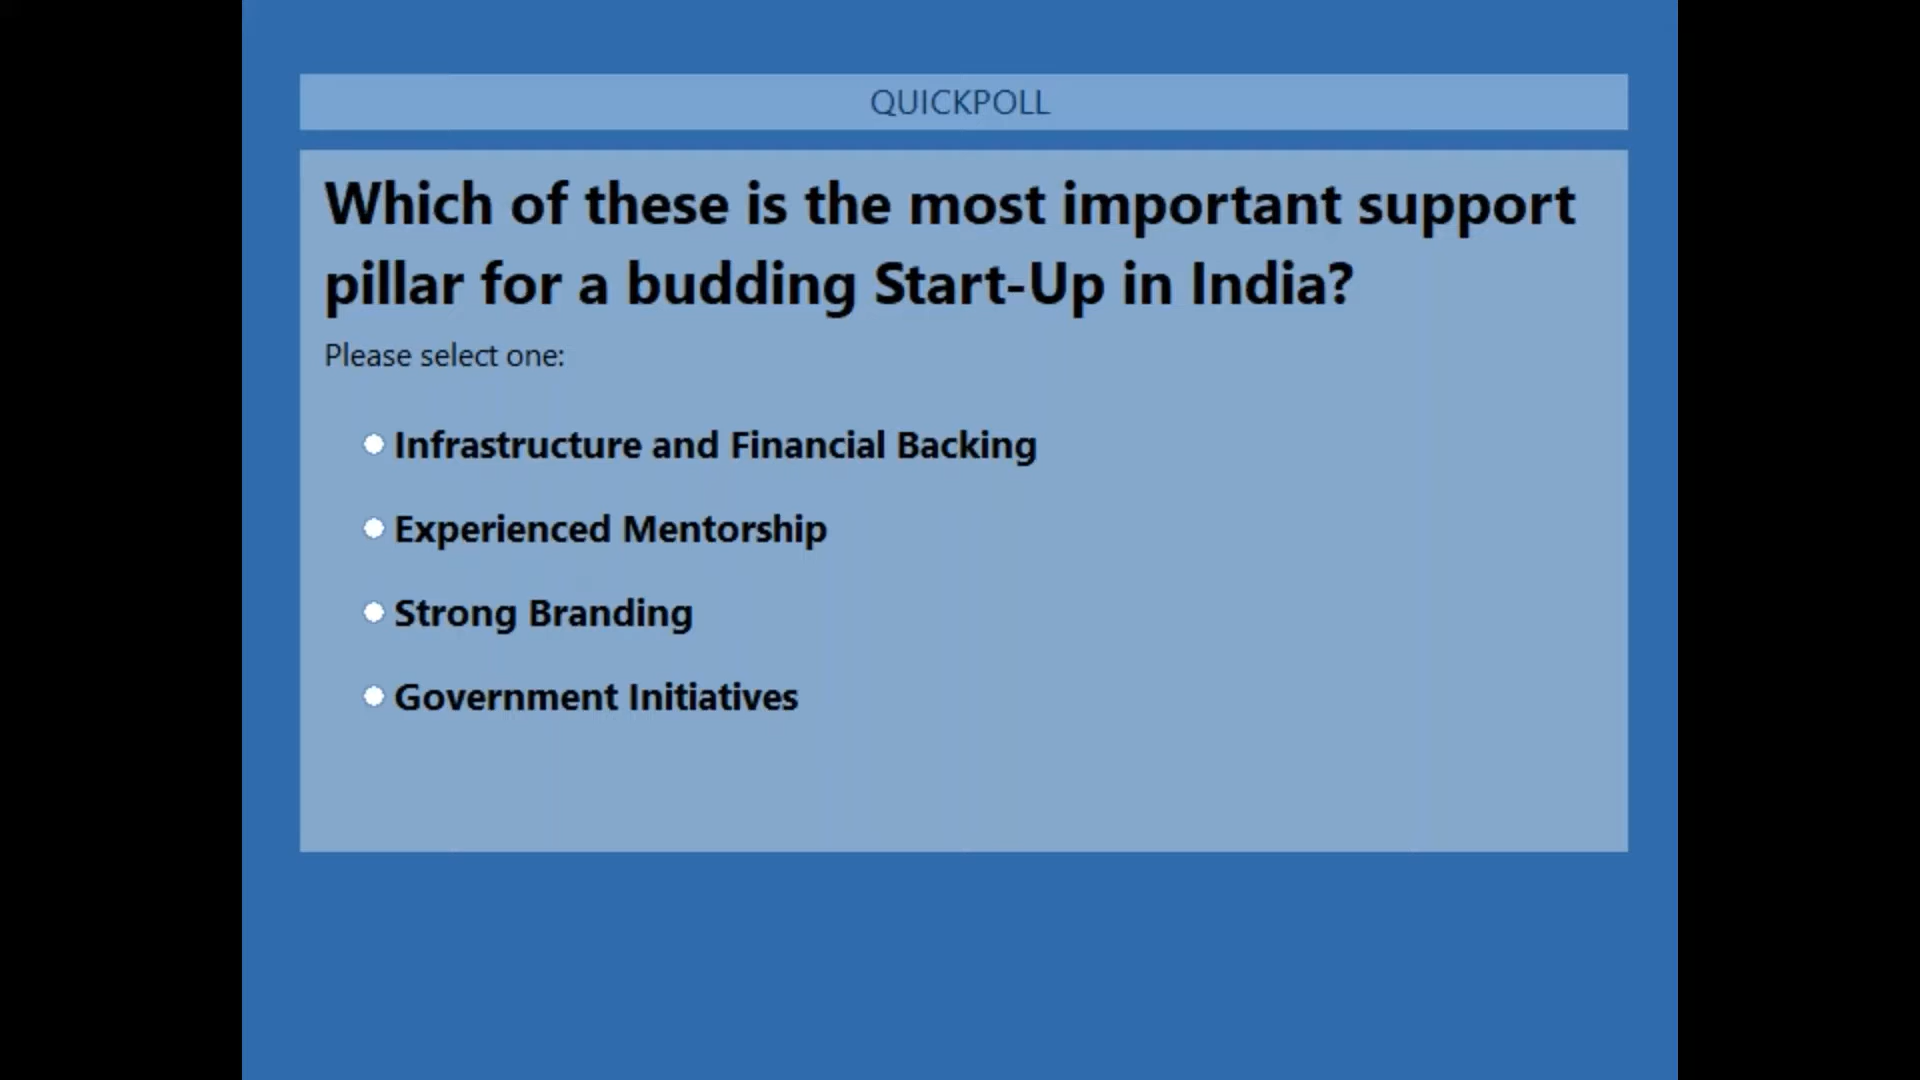 QUICKPOLL
Which of these is the most important support
pillar for a budding Start-Up in India?
Please select one:
Infrastructure and Financial Backing
Experienced Mentorship
Strong Branding
Government Initiatives